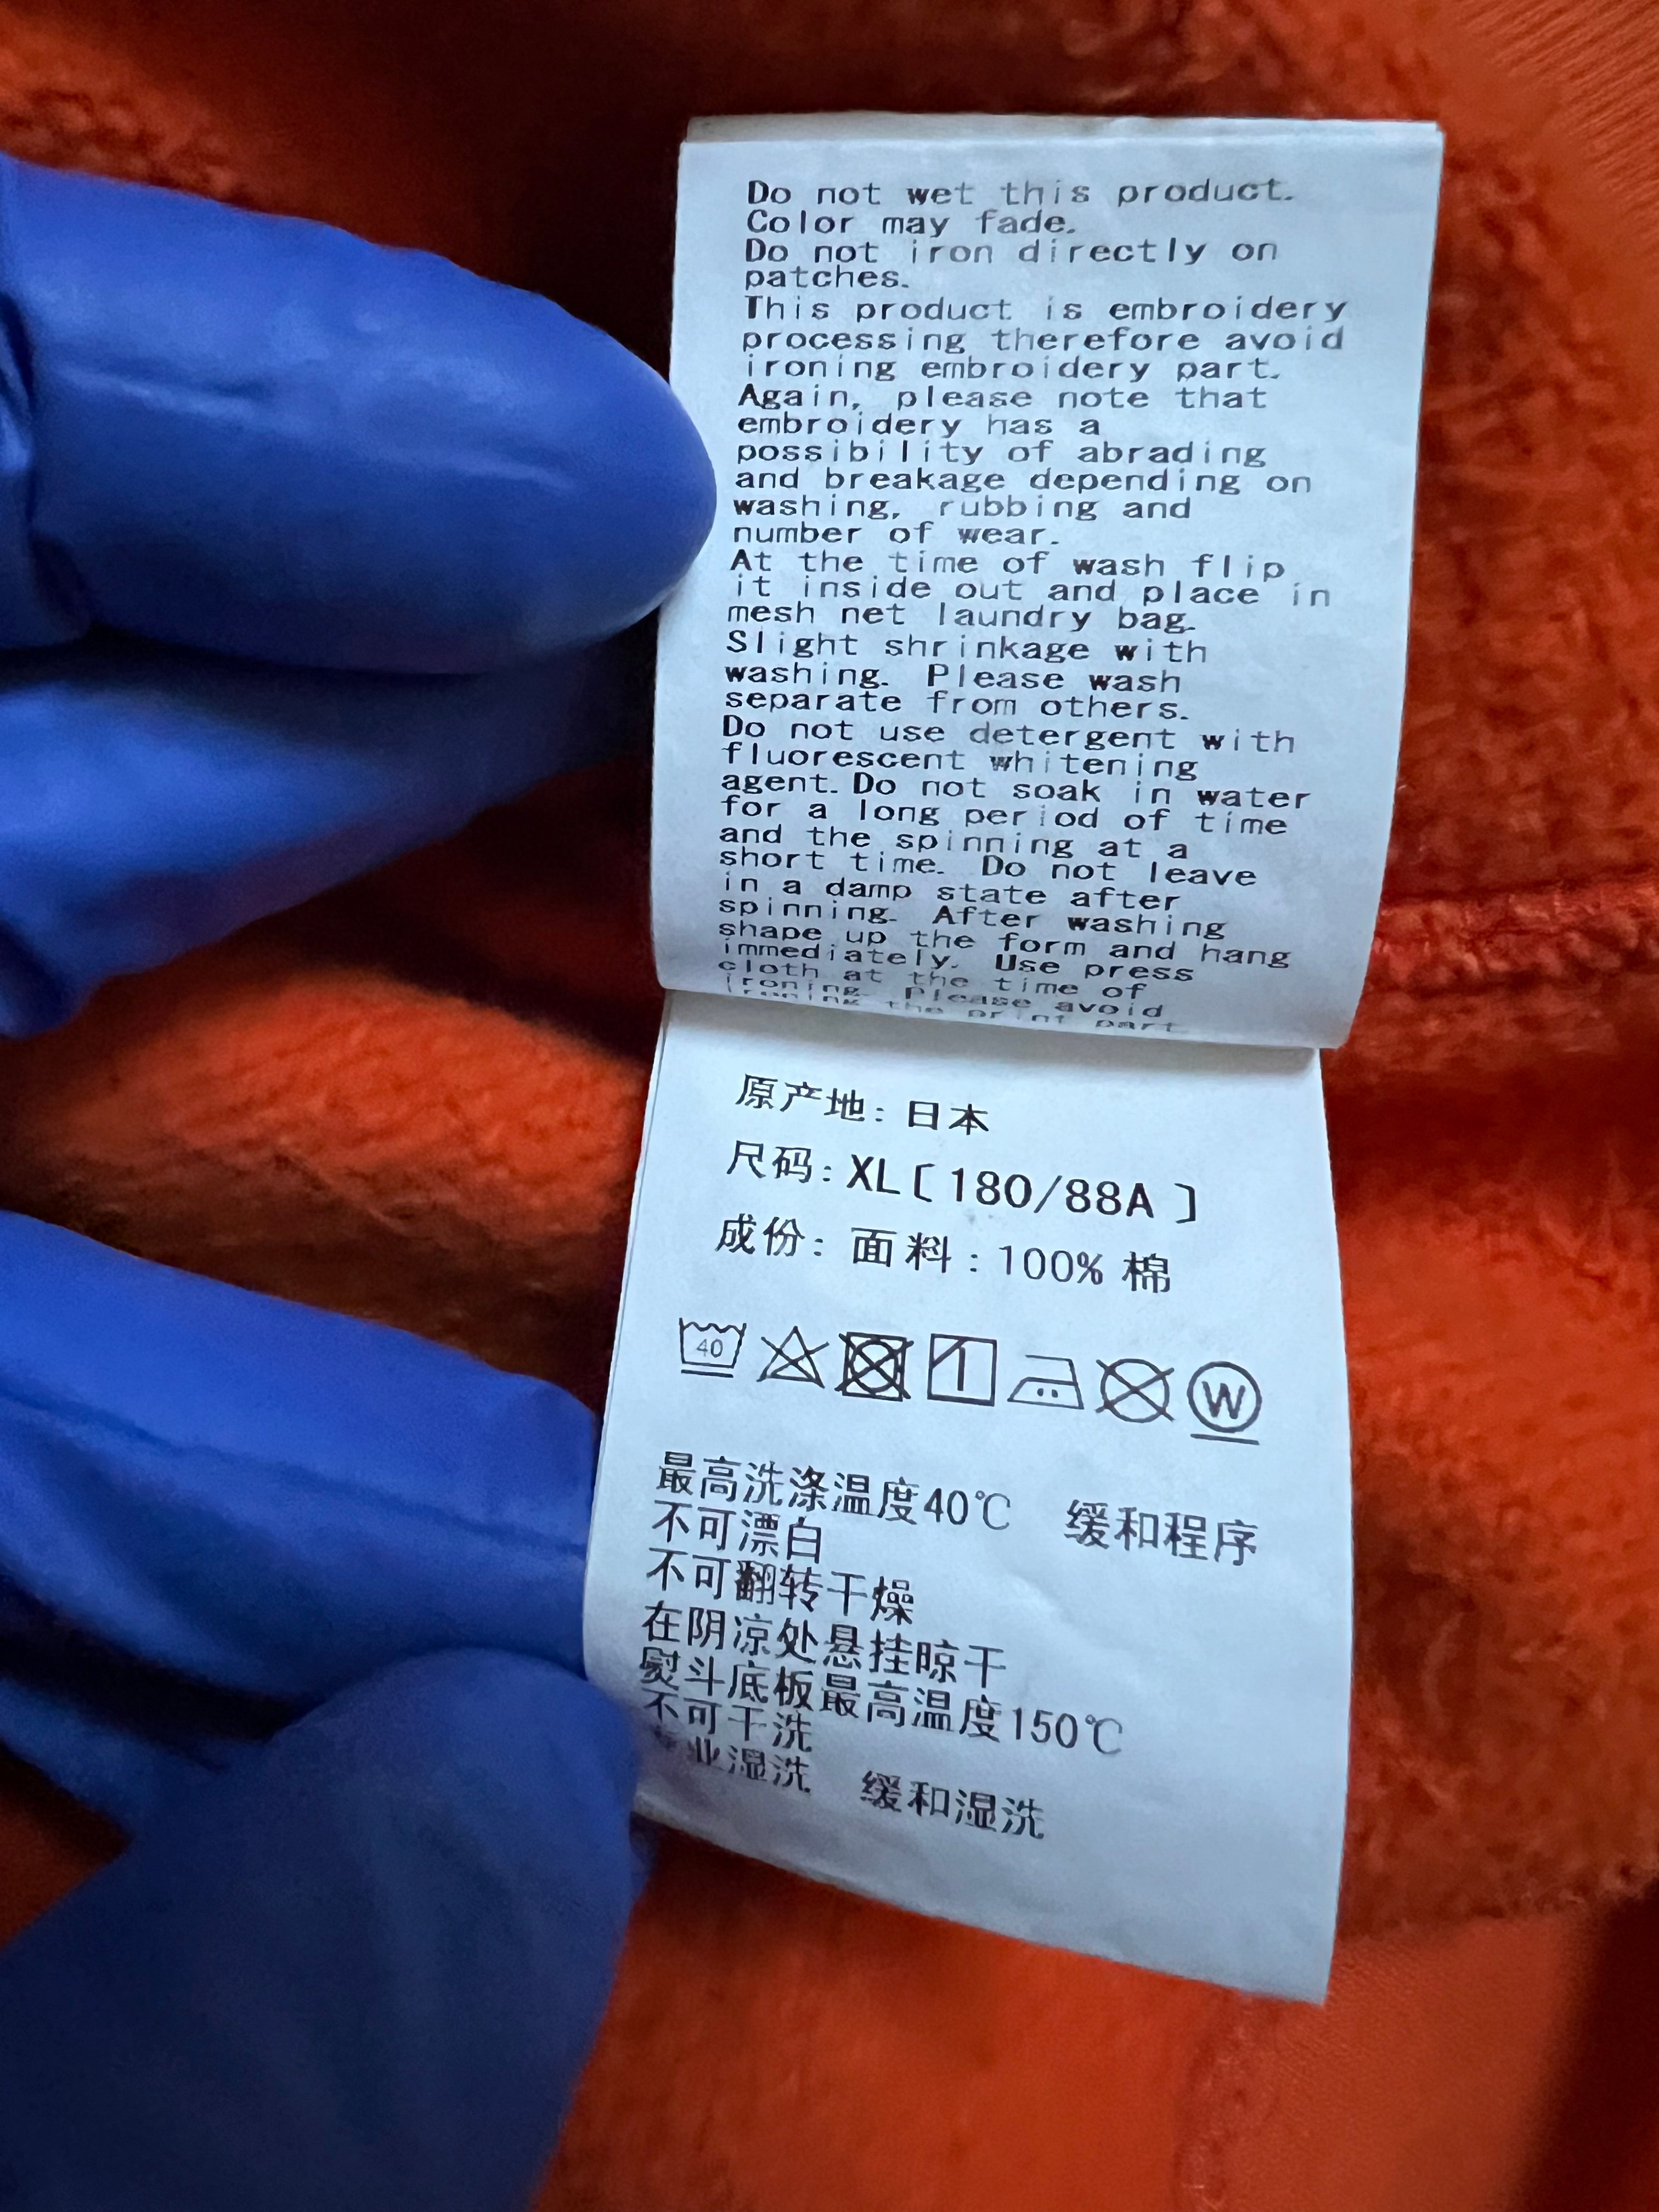 Do not wet this product.
Color may fade.
Do not iron directly on
patches.
This product is embroidery
processing therefore avoid
ironing embroidery part.
Again, please note that
embroidery has a
possibility of abrading
and breakage depending on
washing, rubbing and
number of wear.
At the time of wash flip
it inside out and place in
mesh net laundry bag.
Slight shrinkage with
washing. Please wash
separate from others.
Do not use detergent with
fluorescent whitening
agent. Do not soak in water
for a long period of time
and the spinning at a
short time. Do not leave
in a damp state after
spinning. After washing
shape up the form and hang
immediately. Use press
cloth at the time of
ironing. Please avoid
ironing the print part
原产地: 日本
尺码: XL〔180/88A〕
成份: 面料: 100% 棉
40 W
最高洗涤温度40℃ 缓和程序
不可漂白
不可翻转干燥
在阴凉处悬挂晾干
熨斗底板最高温度150℃
不可干洗
业湿洗 缓和湿洗